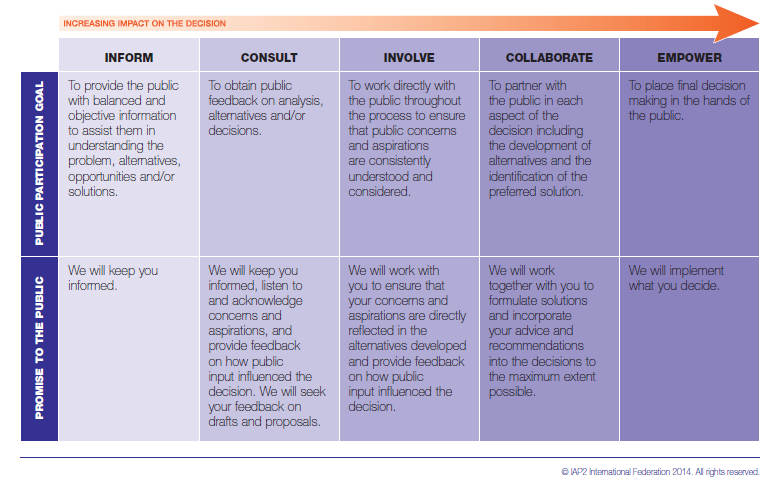 INCREASING IMPACT ON THE DECISION
INFORM
CONSULT
INVOLVE
COLLABORATE
EMPOWER
PUBLIC PARTICIPATION GOAL
To provide the public
with balanced and
objective information
to assist them in
understanding the
problem, alternatives,
opportunities and/or
solutions.
To obtain public
feedback on analysis,
alternatives and/or
decisions.
To work directly with
the public throughout
the process to ensure
that public concerns
and aspirations
are consistently
understood and
considered.
To partner with
the public in each
aspect of the
decision including
the development of
alternatives and the
identification of the
preferred solution.
To place final decision
making in the hands of
the public.
PROMISE TO THE PUBLIC
We will keep you
informed.
We will keep you
informed, listen to
and acknowledge
concerns and
aspirations, and
provide feedback
on how public
input influenced the
decision. We will seek
your feedback on
drafts and proposals.
We will work with
you to ensure that
your concerns and
aspirations are directly
reflected in the
alternatives developed
and provide feedback
on how public
input influenced the
decision.
We will work
together with you to
formulate solutions
and incorporate
your advice and
recommendations
into the decisions to
the maximum extent
possible.
We will implement
what you decide.
© IAP2 International Federation 2014. All rights reserved.